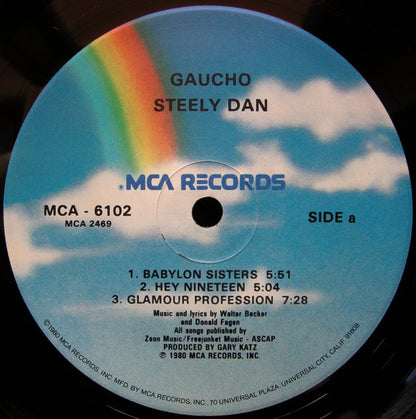 GAUCHO
STEELY DAN
®MCA RECORDS
MCA - 6102
MCA 2469
SIDE a
1. BABYLON SISTERS 5:51
2. HEY NINETEEN 5:04
3. GLAMOUR PROFESSION 7:28
Music and lyrics by Walter Becker
and Donald Fagen
All songs published by
Zeon Music/Freejunket Music - ASCAP
PRODUCED BY GARY KATZ
℗ 1980 MCA RECORDS, INC.
©1980 MCA RECORDS, INC. MFD. BY MCA RECORDS, INC., 70 UNIVERSAL PLAZA, UNIVERSAL CITY, CALIF. 91608